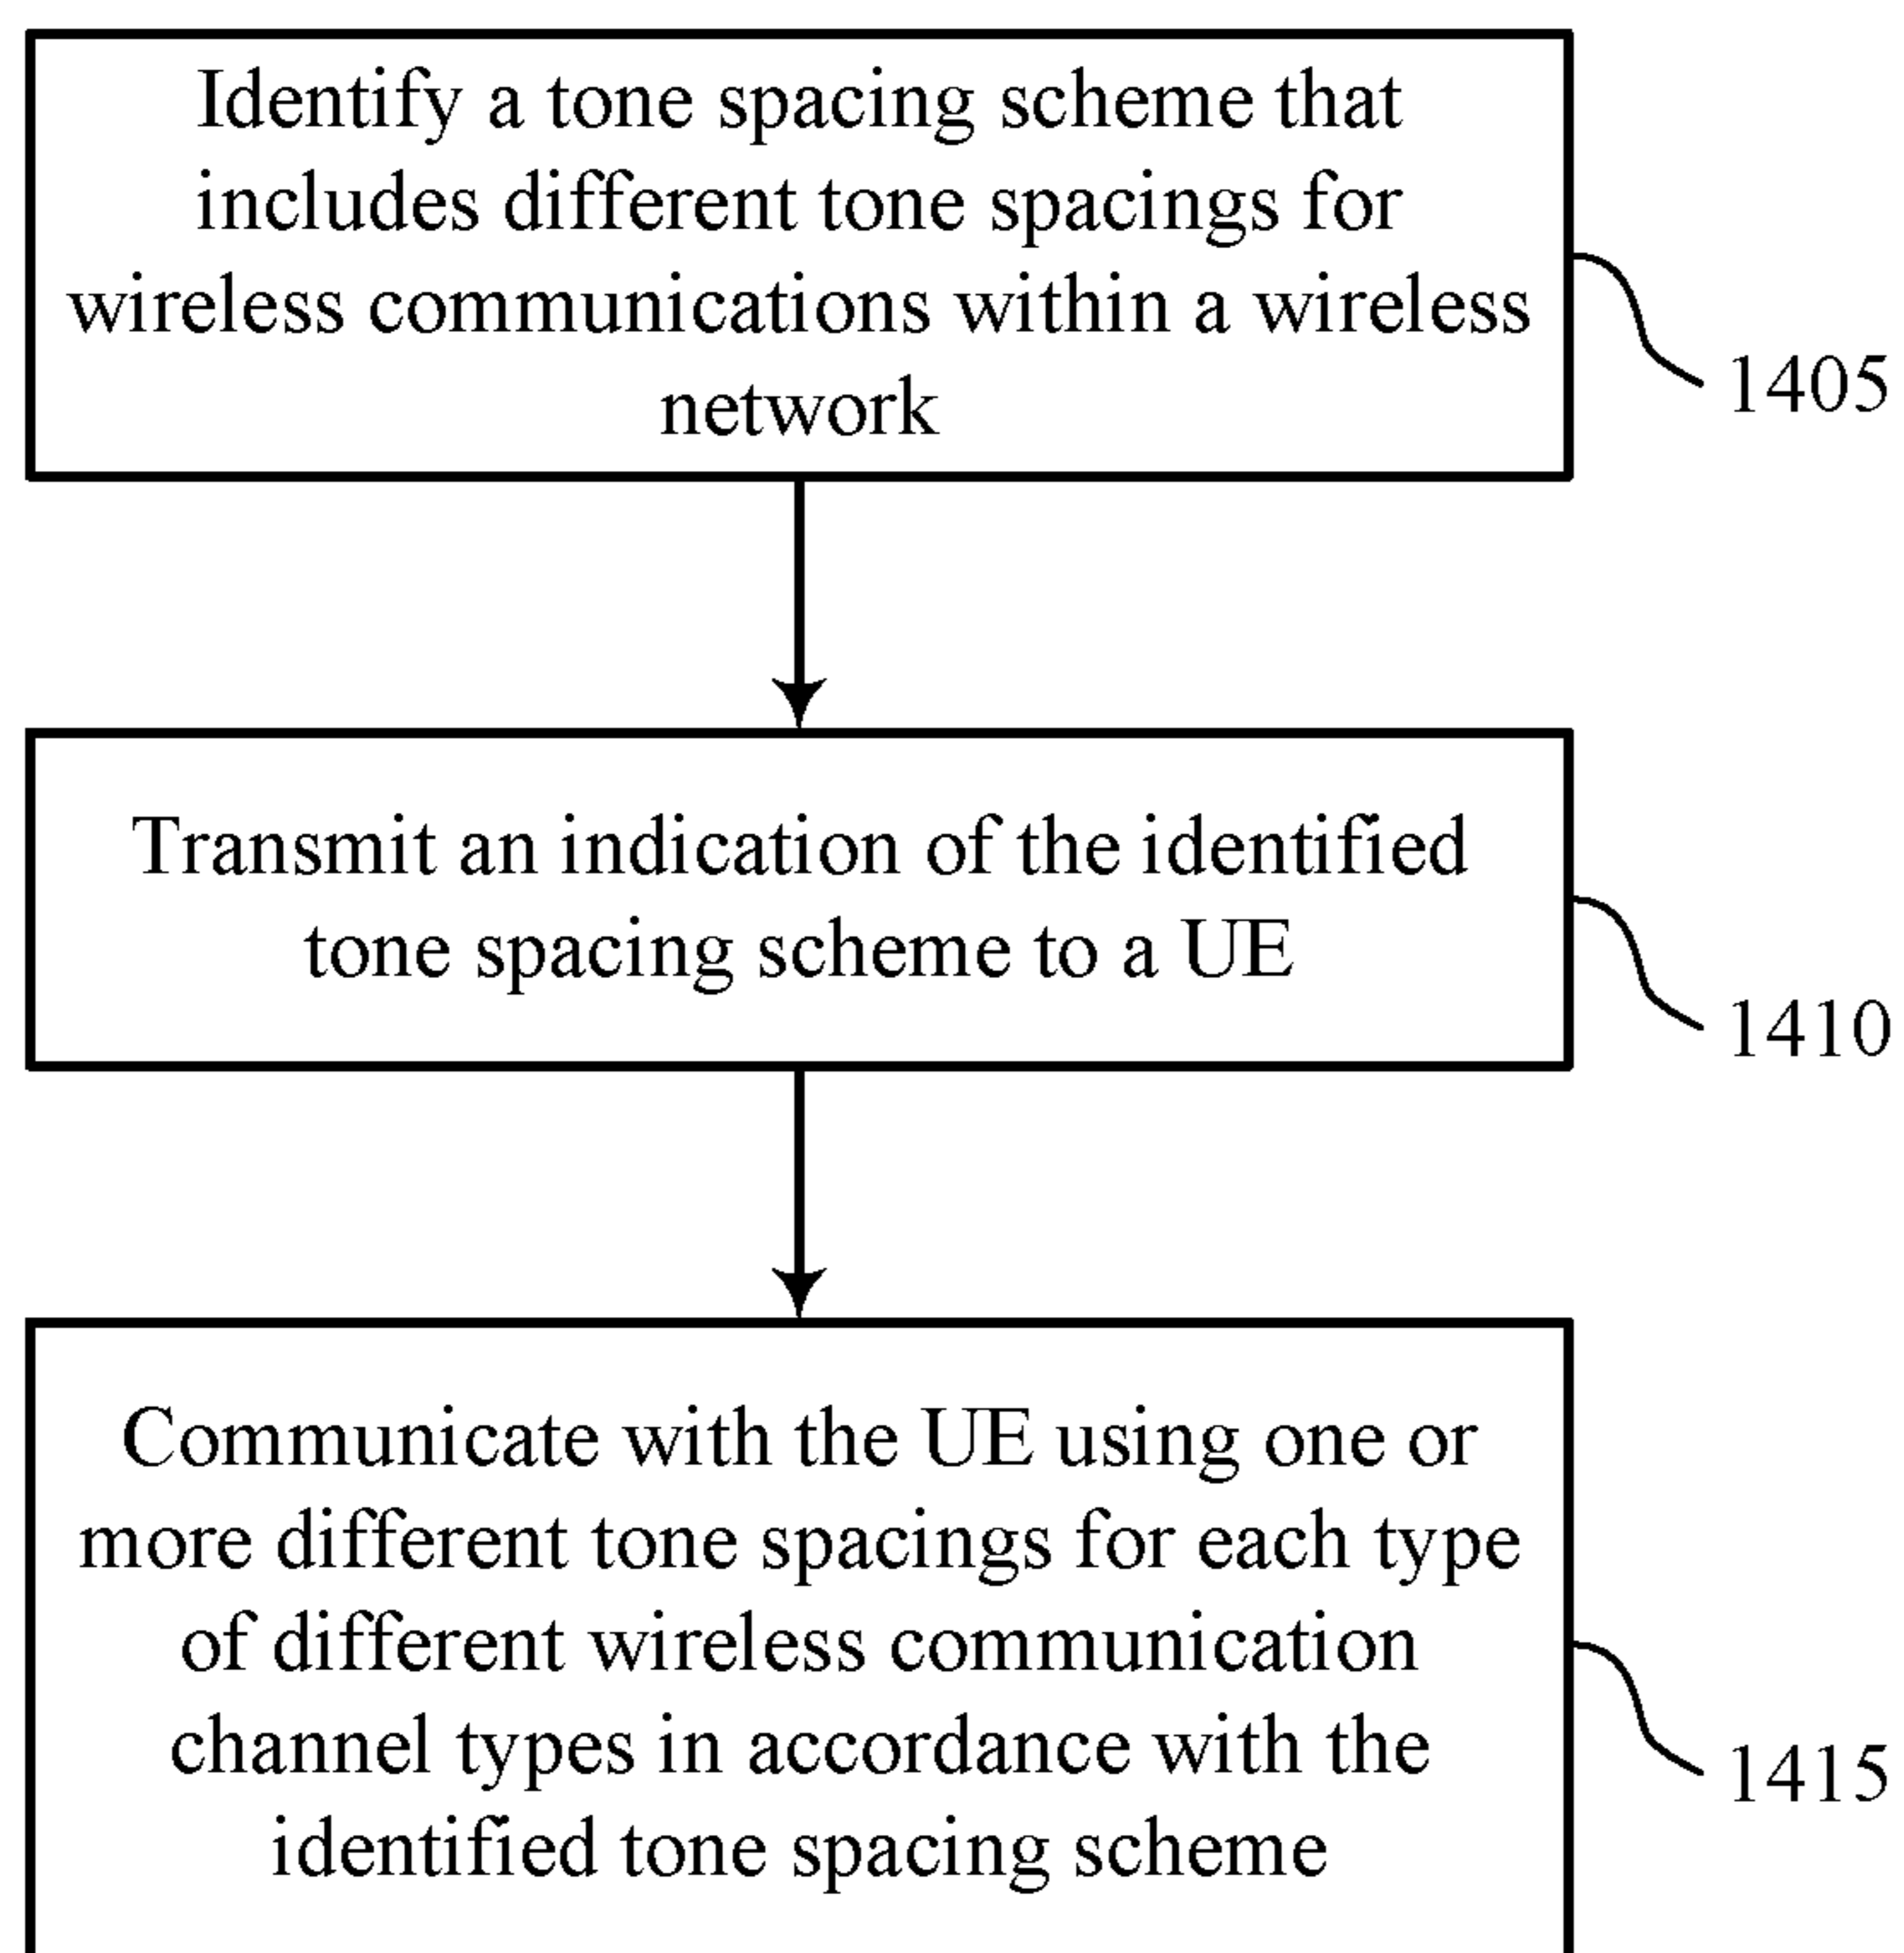 Identify a tone spacing scheme that
includes different tone spacings for
wireless communications within a wireless
network
1405
Transmit an indication of the identified
tone spacing scheme to a UE
1410
Communicate with the UE using one or
more different tone spacings for each type
of different wireless communication
channel types in accordance with the
identified tone spacing scheme
1415